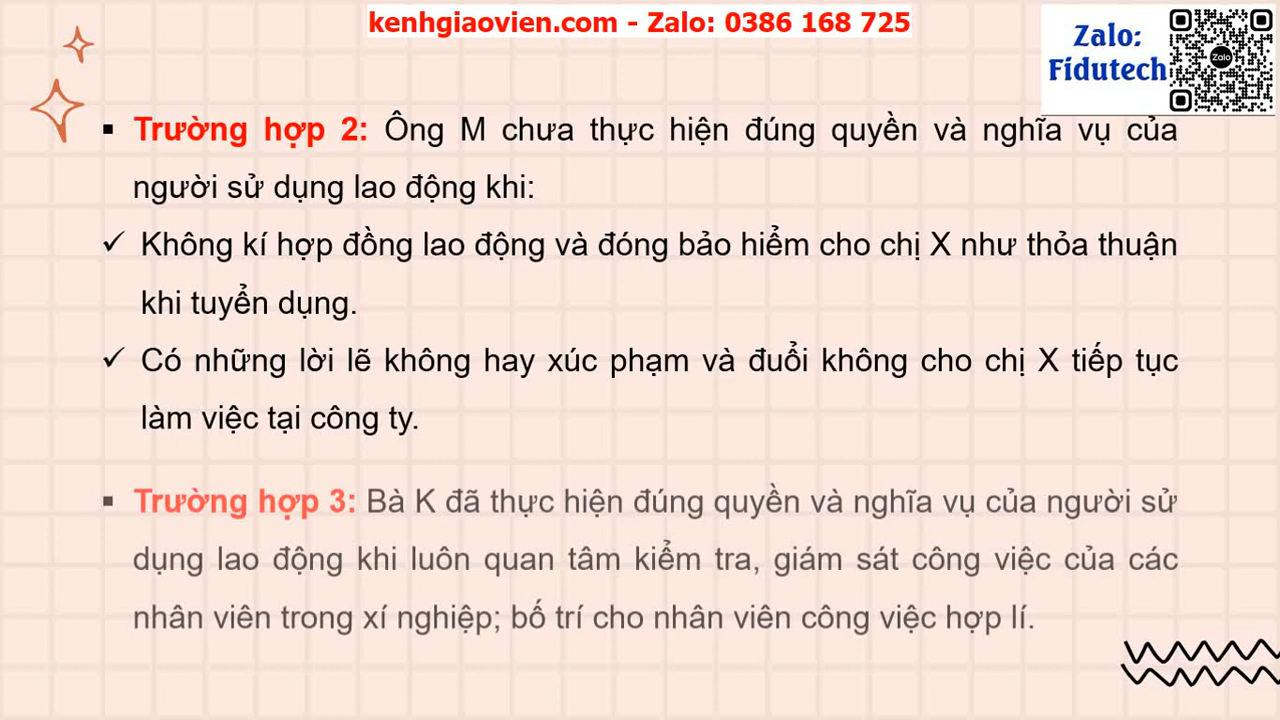 kenhgiaovien.com - Zalo: 0386 168 725
Zalo:
Fidutech
Zalo
Trường hợp 2: Ông M chưa thực hiện đúng quyền và nghĩa vụ của
người sử dụng lao động khi:
Không kí hợp đồng lao động và đóng bảo hiểm cho chị X như thỏa thuận
khi tuyển dụng.
Có những lời lẽ không hay xúc phạm và đuổi không cho chị X tiếp tục
làm việc tại công ty.
Trường hợp 3: Bà K đã thực hiện đúng quyền và nghĩa vụ của người sử
dụng lao động khi luôn quan tâm kiểm tra, giám sát công việc của các
nhân viên trong xí nghiệp; bố trí cho nhân viên công việc hợp lí.